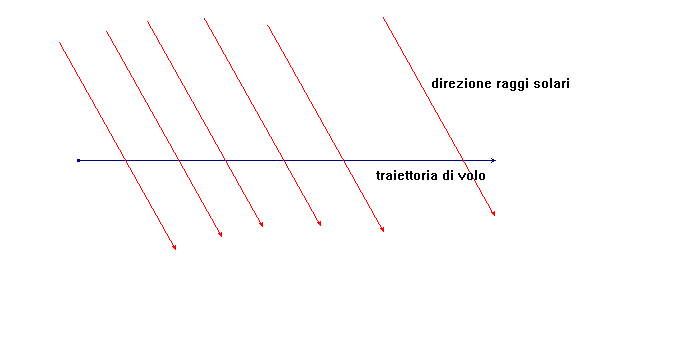 direzione raggi solari
traiettoria di volo